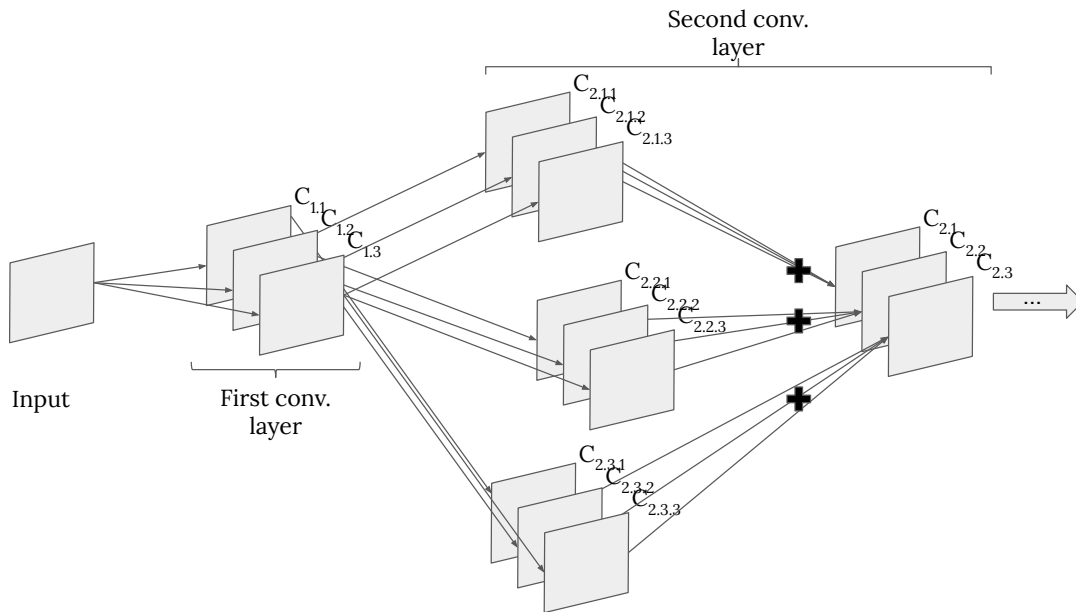 Second conv.
layer
C2.1.1
C2.1.2
C2.1.3
C1.1
C1.2
C1.3
C2.1
C2.2
C2.3
C2.2.1
C2.2.2
C2.2.3
...
Input
First conv.
layer
C2.3.1
C2.3.2
C2.3.3